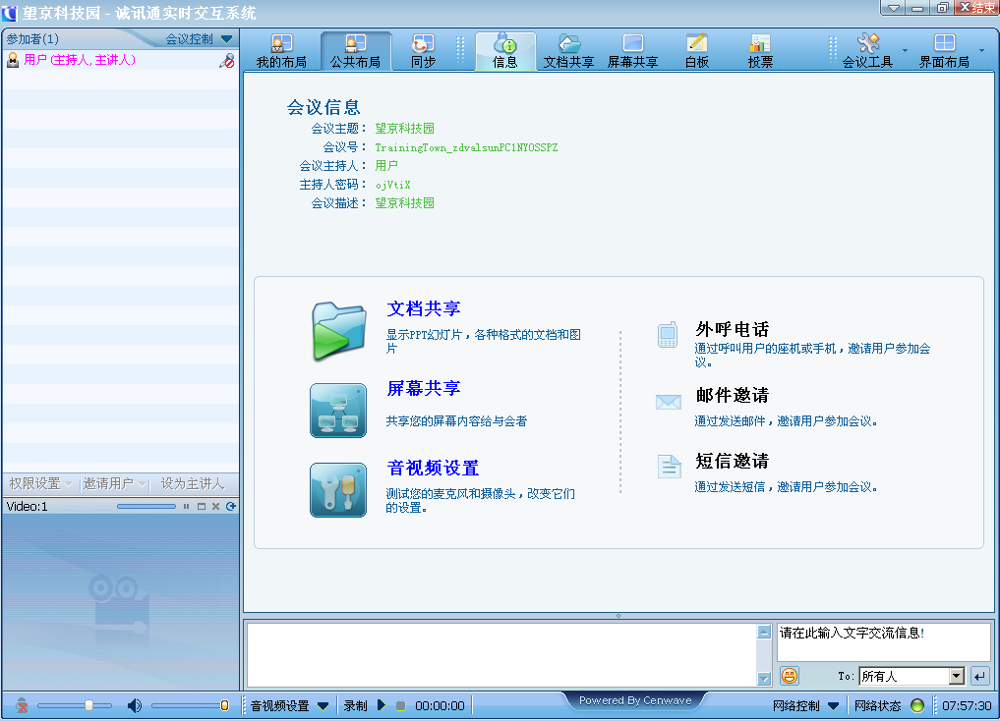 望京科技园 - 诚讯通实时交互系统
结束
参加者(1)
会议控制
用户(主持人,主讲人)
我的布局
公共布局
同步
信息
文档共享
屏幕共享
白板
投票
会议工具
界面布局
会议信息
会议主题： 望京科技园
会议号： TrainingTown_zdvalsunPC1NYOSSPZ
会议主持人： 用户
主持人密码： ojVtiX
会议描述： 望京科技园
文档共享
显示PPT幻灯片，各种格式的文档和图
片
屏幕共享
共享您的屏幕内容给与会者
音视频设置
测试您的麦克风和摄像头，改变它们
的设置。
外呼电话
通过呼叫用户的座机或手机，邀请用户参加会
议。
邮件邀请
通过发送邮件，邀请用户参加会议。
短信邀请
通过发送短信，邀请用户参加会议。
权限设置
邀请用户
设为主讲人
Video:1
请在此输入文字交流信息!
To: 所有人
音视频设置
录制
00:00:00
Powered By Cenwave
网络控制
网络状态
07:57:30